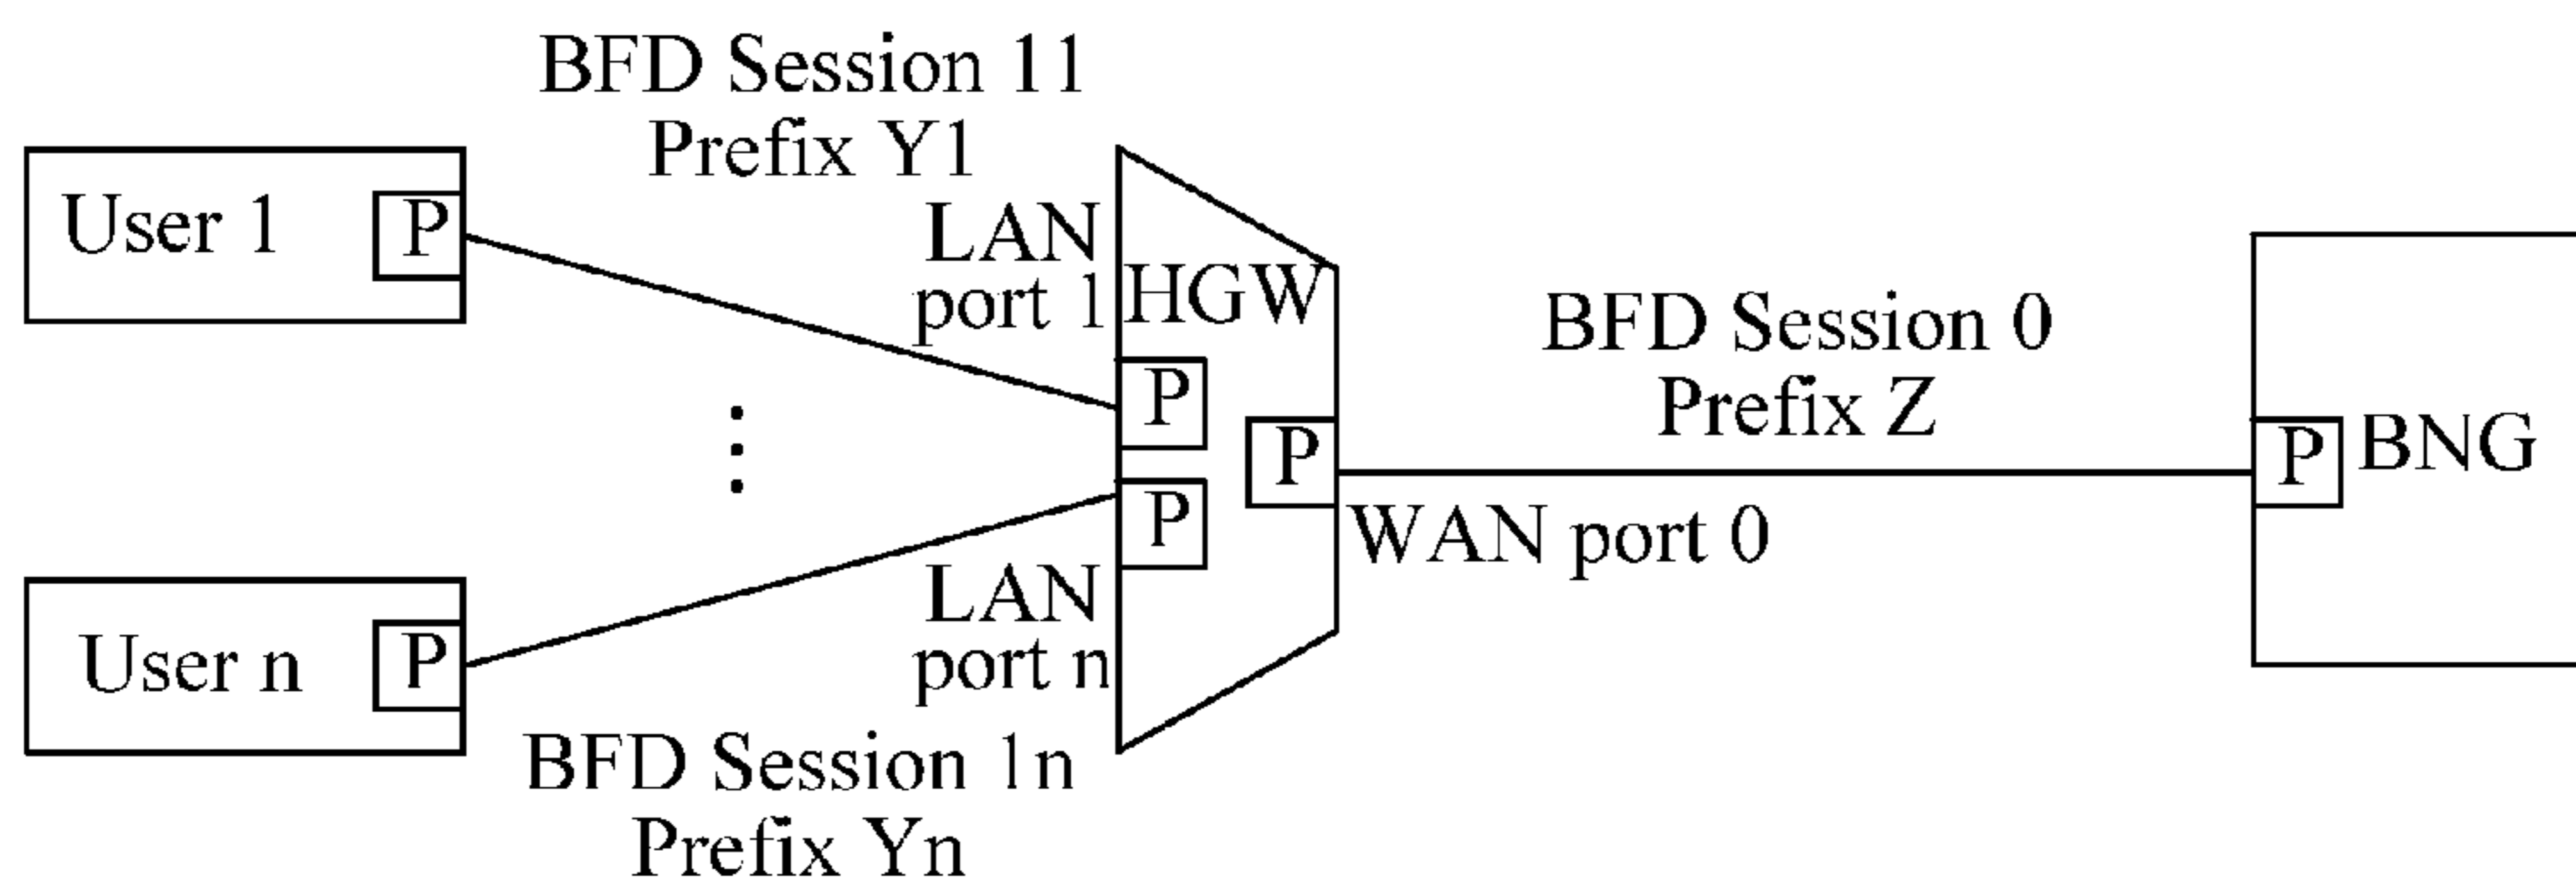 BFD Session 11
Prefix Y1
User 1
P
LAN
port 1
HGW
P
P
BFD Session 0
Prefix Z
P
BNG
WAN port 0
P
LAN
port n
User n
P
BFD Session 1n
Prefix Yn